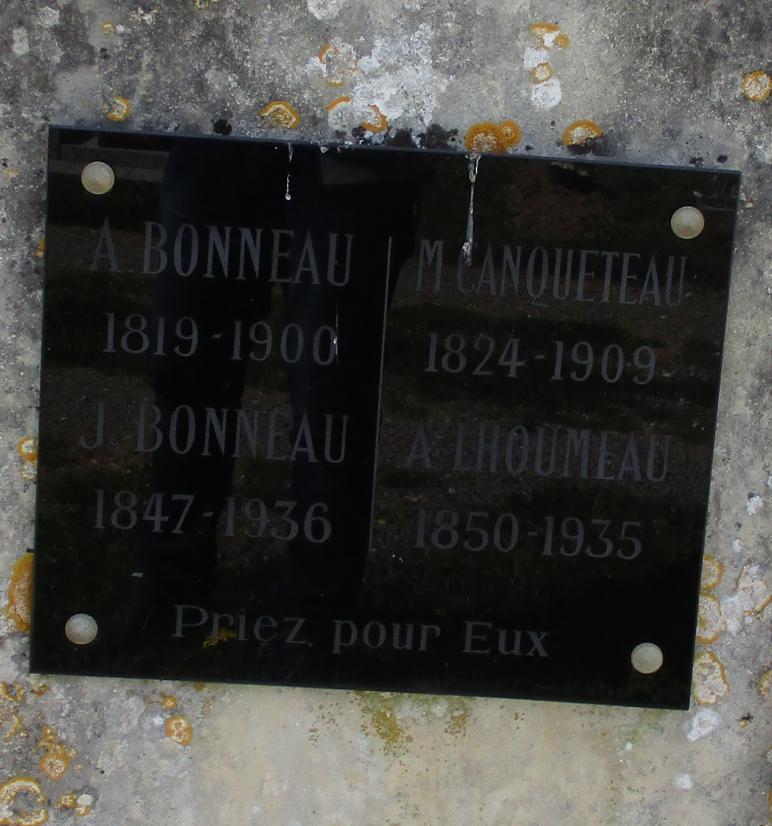 A. BONNEAU
1819-1900
J. BONNEAU
1847-1936
M. CANQUETEAU
1824-1909
A LHOUMEAU
1850-1935
Priez pour Eux